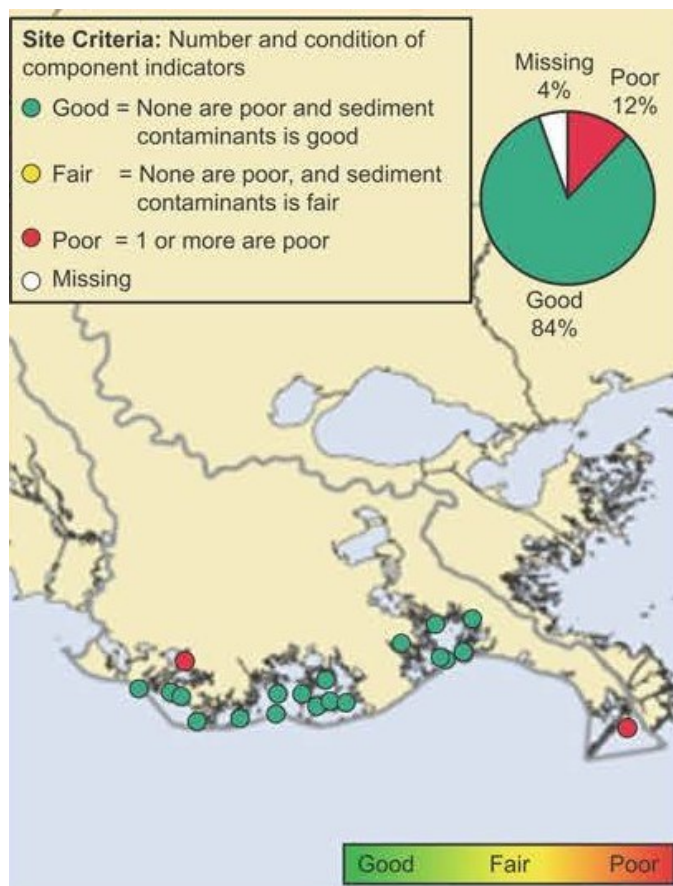 Site Criteria: Number and condition of
component indicators
Good = None are poor and sediment
contaminants is good
Fair = None are poor, and sediment
contaminants is fair
Poor = 1 or more are poor
Missing
Missing
4%
Poor
12%
Good
84%
Good Fair Poor